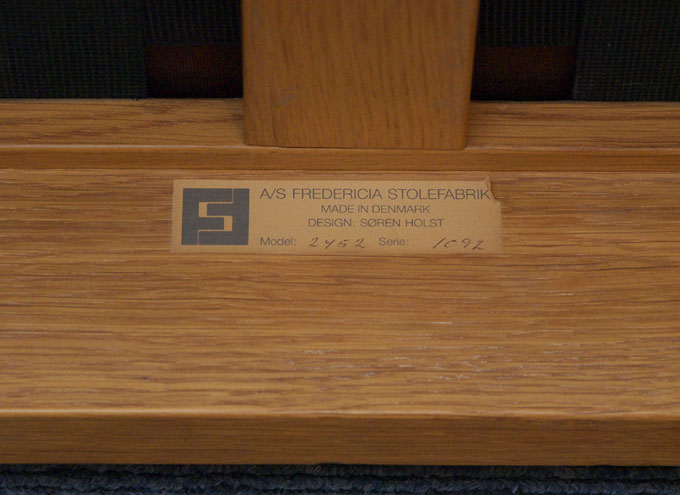 A/S FREDERICIA STOLEFABRIK
MADE IN DENMARK
DESIGN: SØREN HOLST
Model: 2452 Serie: 1092